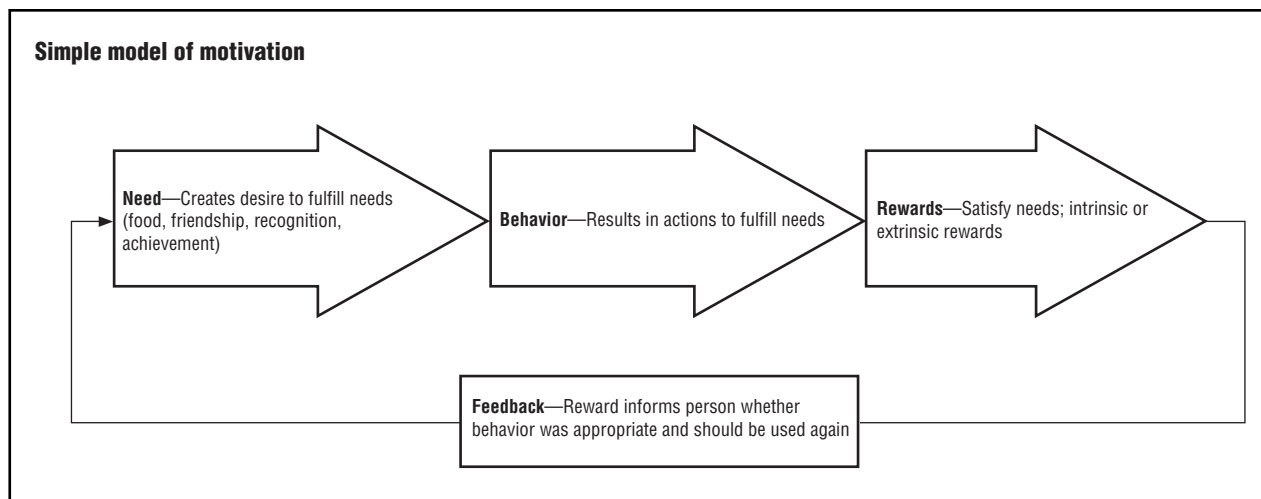 Simple model of motivation
Need—Creates desire to fulfill needs
(food, friendship, recognition,
achievement)
Behavior—Results in actions to fulfill needs
Rewards—Satisfy needs; intrinsic or
extrinsic rewards
Feedback—Reward informs person whether
behavior was appropriate and should be used again